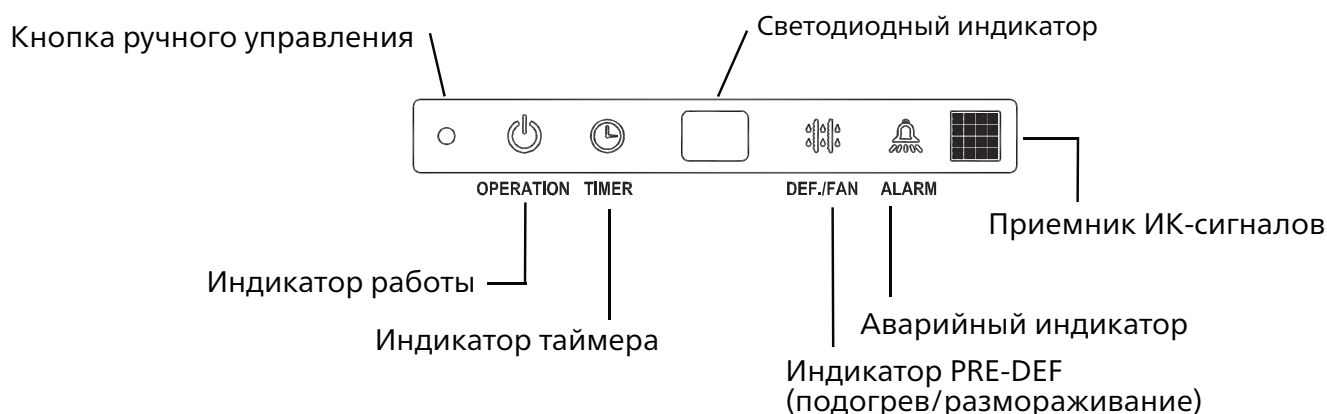 Светодиодный индикатор
Кнопка ручного управления
OPERATION TIMER DEF./FAN ALARM
Приемник ИК-сигналов
Индикатор работы
Аварийный индикатор
Индикатор таймера
Индикатор PRE-DEF
(подогрев/размораживание)